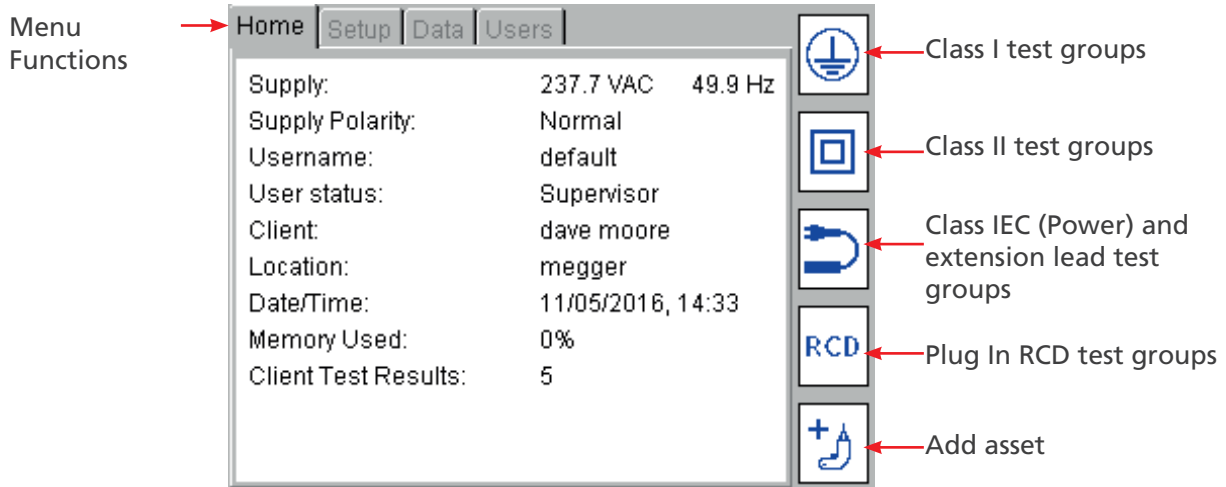 Menu
Functions
Home Setup Data Users
Supply: 237.7 VAC 49.9 Hz
Supply Polarity: Normal
Username: default
User status: Supervisor
Client: dave moore
Location: megger
Date/Time: 11/05/2016, 14:33
Memory Used: 0%
Client Test Results: 5
RCD
Class I test groups
Class II test groups
Class IEC (Power) and
extension lead test
groups
Plug In RCD test groups
Add asset